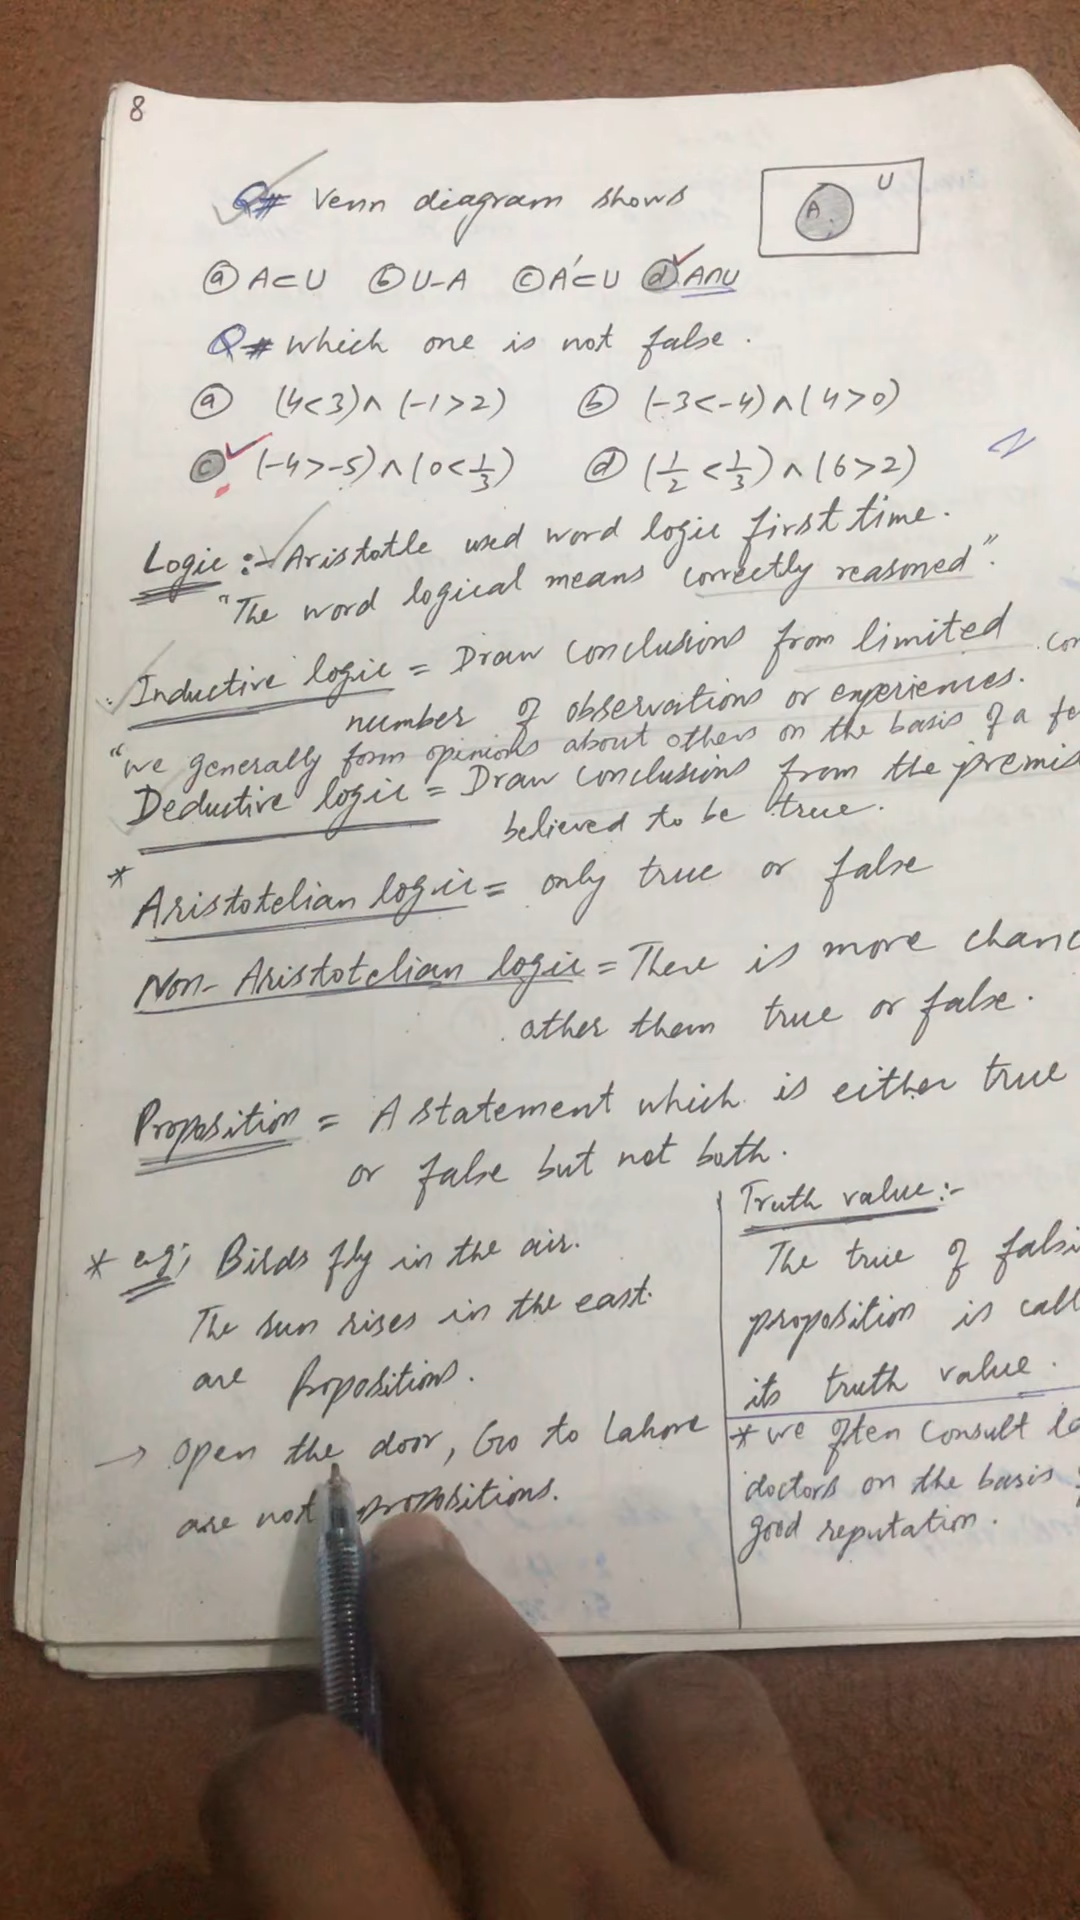 8
Q# Venn diagram shows
A U
(a) A⊂U (b) U-A (c) A′⊂U (d) A∩U
Q# which one is not false.
(a) (4<3)∧(-1>2) (b) (-3<-4)∧(4>0)
(c) (-4>-5)∧(0<1/3) (d) (1/2<1/3)∧(6>2)
Logic :- Aristotle used word logic first time.
"The word logical means correctly reasoned".
Inductive logic = Draw conclusions from limited
number of observations or experiences.
"we generally form opinions about others on the basis of a
Deductive logic = Draw conclusions from the
believed to be true.
* Aristotelian logic = only true or false
Non-Aristotelian logic = There is more
other them true or false.
Proposition = A statement which is either true
or false but not both.
* eg; Birds fly in the air.
The sun rises in the east.
are Propositions.
→ Open the door, Go to Lahore
are not propositions.
Truth value:-
The true of
proposition is
its truth value.
* we often consult
doctors on the basis
good reputation.